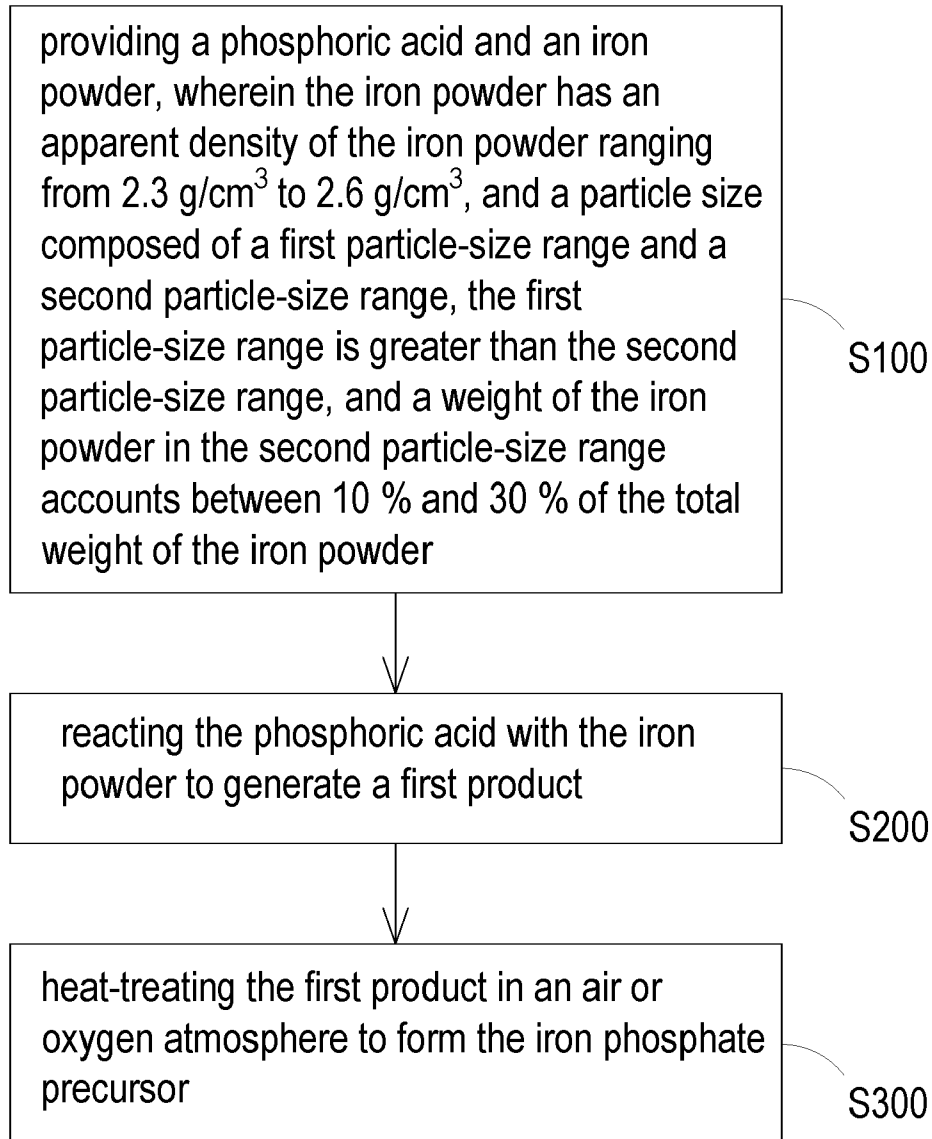 providing a phosphoric acid and an iron
powder, wherein the iron powder has an
apparent density of the iron powder ranging
from 2.3 g/cm³ to 2.6 g/cm³, and a particle size
composed of a first particle-size range and a
second particle-size range, the first
particle-size range is greater than the second
particle-size range, and a weight of the iron
powder in the second particle-size range
accounts between 10 % and 30 % of the total
weight of the iron powder
S100
reacting the phosphoric acid with the iron
powder to generate a first product
S200
heat-treating the first product in an air or
oxygen atmosphere to form the iron phosphate
precursor
S300